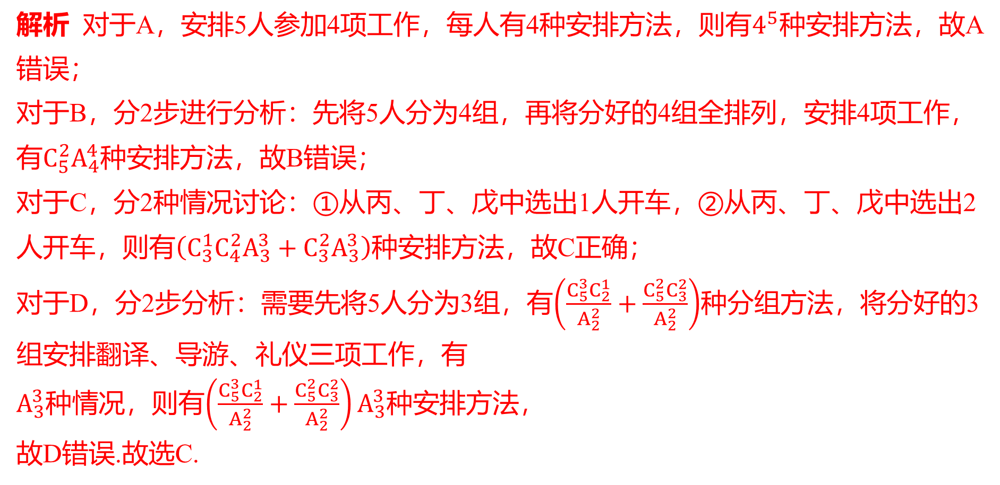 解析 对于A，安排5人参加4项工作，每人有4种安排方法，则有4⁵种安排方法，故A
错误；
对于B，分2步进行分析：先将5人分为4组，再将分好的4组全排列，安排4项工作，
有$C_5^2A_4^4$种安排方法，故B错误；
对于C，分2种情况讨论：①从丙、丁、戊中选出1人开车，②从丙、丁、戊中选出2
人开车，则有$(C_3^1C_4^2A_3^3+C_3^2A_3^3)$种安排方法，故C正确；
对于D，分2步分析：需要先将5人分为3组，有$\left(\frac{C_5^3C_2^1}{A_2^2}+\frac{C_5^2C_3^2}{A_2^2}\right)$种分组方法，将分好的3
组安排翻译、导游、礼仪三项工作，有
$A_3^3$种情况，则有$\left(\frac{C_5^3C_2^1}{A_2^2}+\frac{C_5^2C_3^2}{A_2^2}\right)A_3^3$种安排方法，
故D错误.故选C.